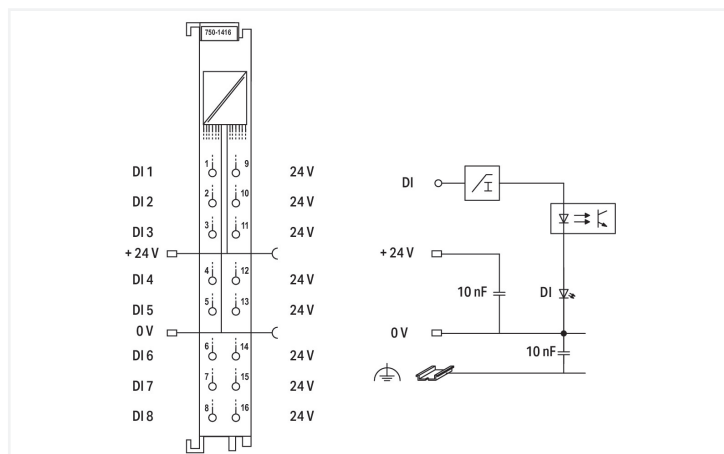 750-1416
DI 1 1 9 24 V
DI 2 2 10 24 V
DI 3 3 11 24 V
+ 24 V
DI 4 4 12 24 V
DI 5 5 13 24 V
0 V
DI 6 6 14 24 V
DI 7 7 15 24 V
DI 8 8 16 24 V
DI
I
+ 24 V
10 nF
DI
0 V
10 nF